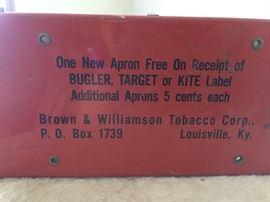 One New Apron Free On Receipt of
BUGLER, TARGET or KITE Label
Additional Aprons 5 cents each
Brown & Williamson Tobacco Corp.,
P. O. Box 1739 Louisville, Ky.